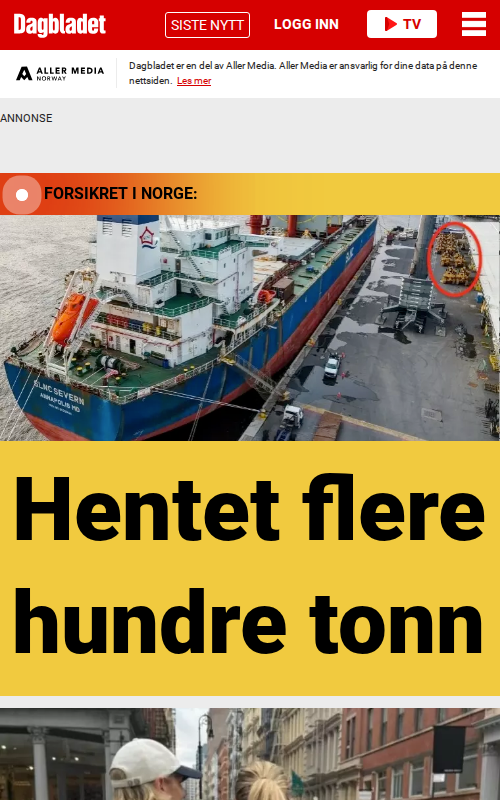 Dagbladet
SISTE NYTT
LOGG INN
TV
ALLER MEDIA
NORWAY
Dagbladet er en del av Aller Media. Aller Media er ansvarlig for dine data på denne
nettsiden. Les mer
ANNONSE
FORSIKRET I NORGE:
SLNC
SLNC SEVERN
ANNAPOLIS MD
Hentet flere
hundre tonn